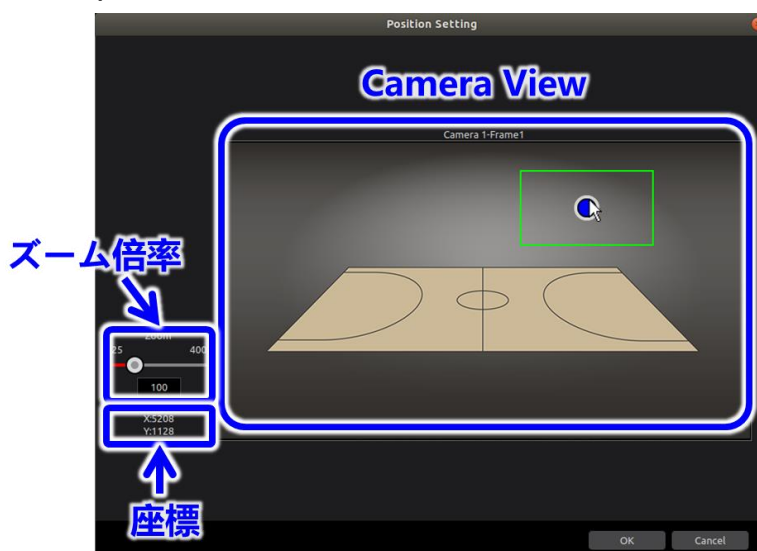 Position Setting
Camera View
Camera 1-Frame1
ズーム倍率
Zoom
25 400
100
X:5208
Y:1128
座標
OK Cancel